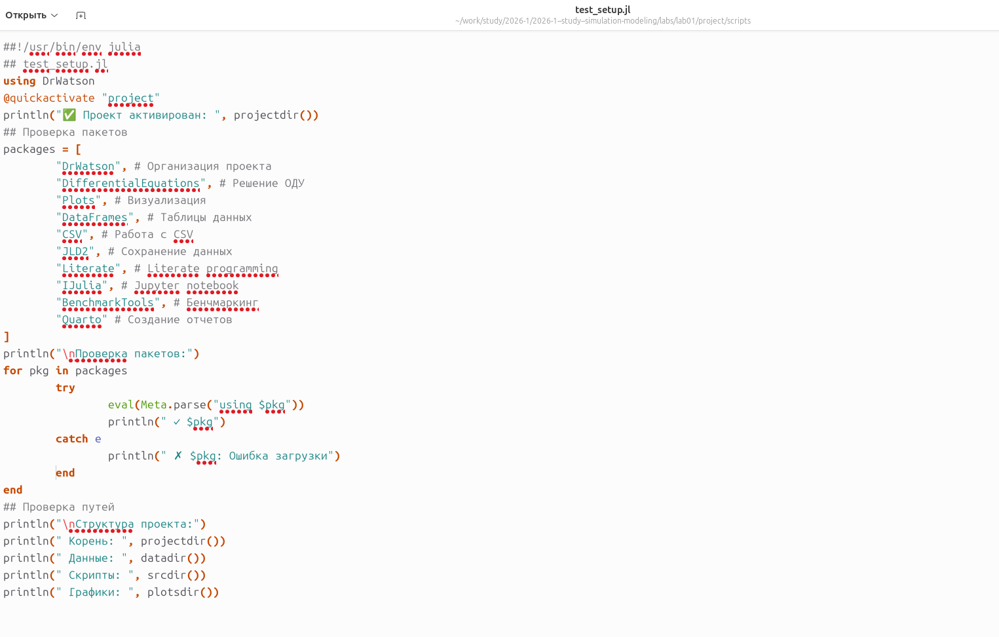 Открыть
test_setup.jl
~/work/study/2026-1/2026-1--study--simulation-modeling/labs/lab01/project/scripts
##!/usr/bin/env julia
## test_setup.jl
using DrWatson
@quickactivate "project"
println("✅ Проект активирован: ", projectdir())
## Проверка пакетов
packages = [
"DrWatson", # Организация проекта
"DifferentialEquations", # Решение ОДУ
"Plots", # Визуализация
"DataFrames", # Таблицы данных
"CSV", # Работа с CSV
"JLD2", # Сохранение данных
"Literate", # Literate programming
"IJulia", # Jupyter notebook
"BenchmarkTools", # Бенчмаркинг
"Quarto" # Создание отчетов
]
println("\nПроверка пакетов:")
for pkg in packages
try
eval(Meta.parse("using $pkg"))
println(" ✓ $pkg")
catch e
println(" ✗ $pkg: Ошибка загрузки")
end
end
## Проверка путей
println("\nСтруктура проекта:")
println(" Корень: ", projectdir())
println(" Данные: ", datadir())
println(" Скрипты: ", srcdir())
println(" Графики: ", plotsdir())